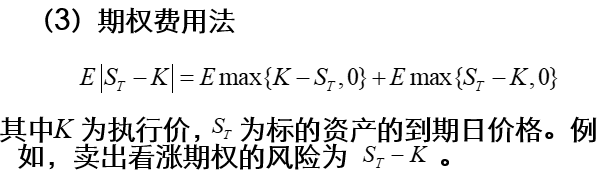 (3) 期权费用法
E|S_T − K| = E max{K − S_T, 0} + E max{S_T − K, 0}
其中K 为执行价，S_T 为标的资产的到期日价格。例
如，卖出看涨期权的风险为 S_T − K 。